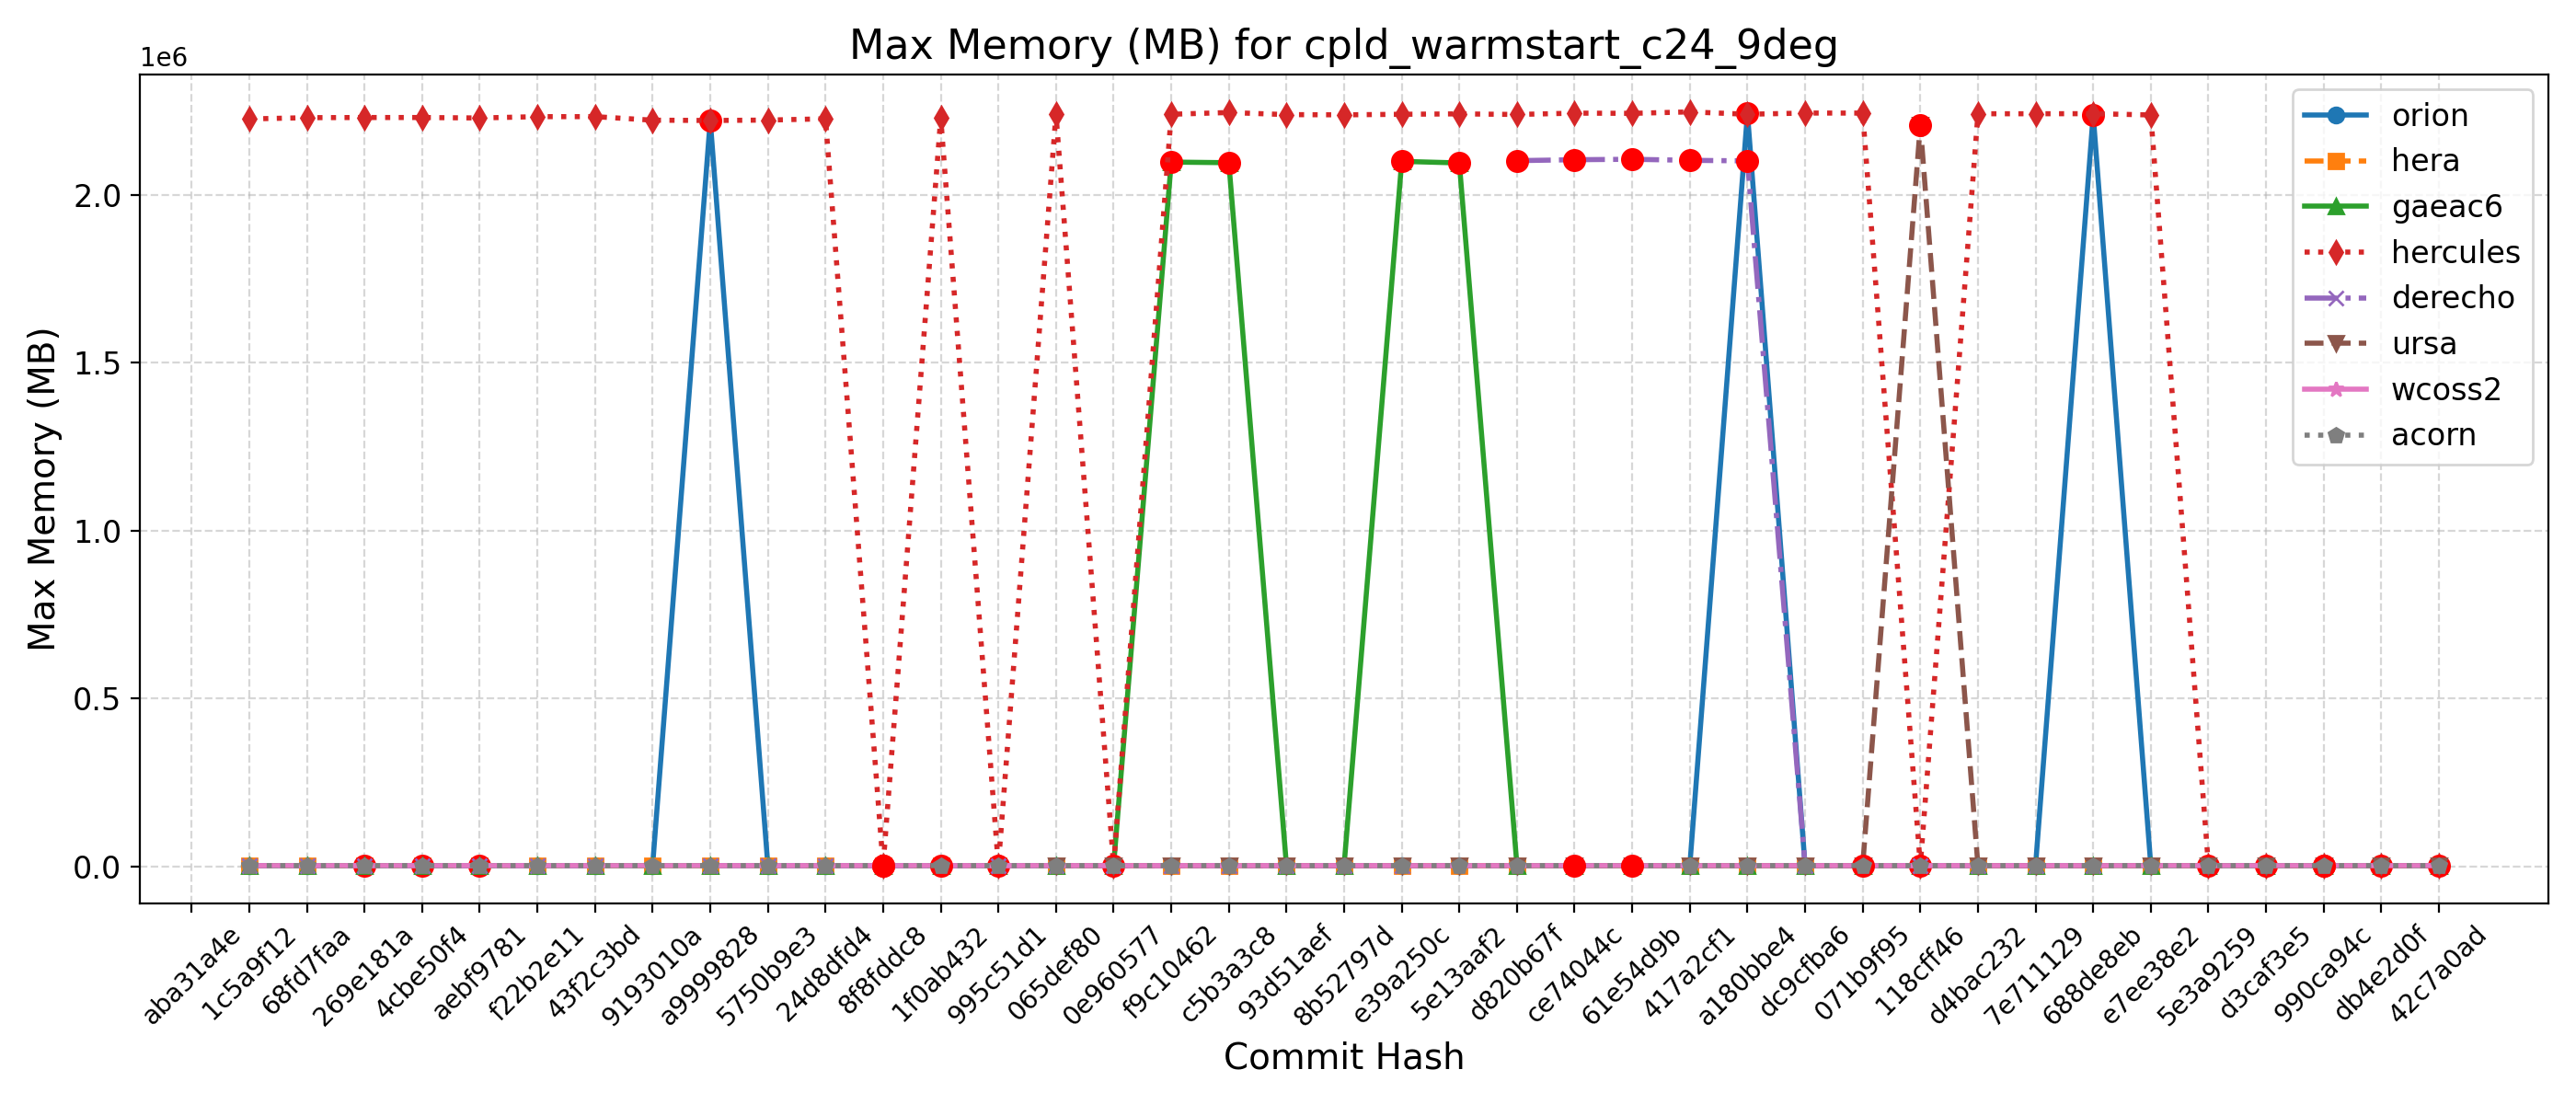 Max Memory (MB) for cpld_warmstart_c24_9deg
1e6
2.0
1.5
1.0
0.5
0.0
Max Memory (MB)
orion
hera
gaeac6
hercules
derecho
ursa
wcoss2
acorn
aba31a4e
1c5a9f12
68fd7faa
269e181a
4cbe50f4
aebf9781
f22b2e11
43f2c3bd
9193010a
a9999828
5750b9e3
24d8dfd4
8f8fddc8
1f0ab432
995c51d1
065def80
0e960577
f9c10462
c5b3a3c8
93d51aef
8b52797d
e39a250c
5e13aaf2
d820b67f
ce74044c
61e54d9b
417a2cf1
a180bbe4
dc9cfba6
071b9f95
118cff46
d4bac232
7e711129
688de8eb
e7ee38e2
5e3a9259
d3caf3e5
990ca94c
db4e2d0f
42c7a0ad
Commit Hash